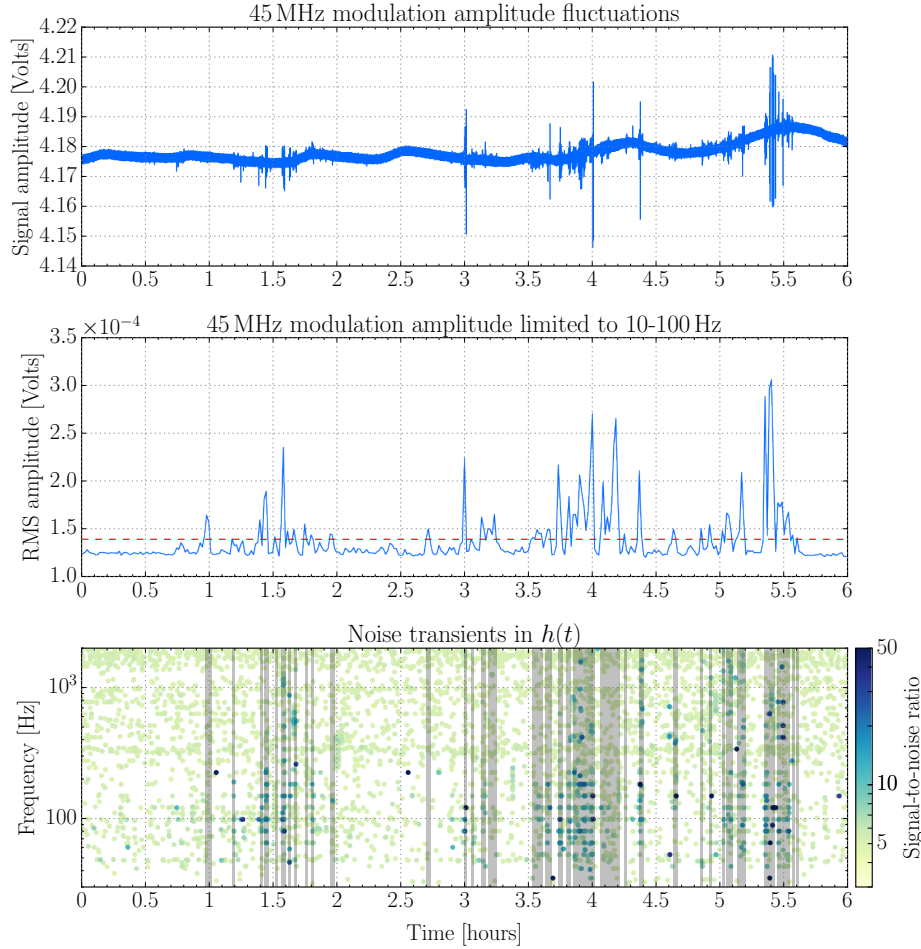 45 MHz modulation amplitude fluctuations
Signal amplitude [Volts]
4.22
4.21
4.20
4.19
4.18
4.17
4.16
4.15
4.14
0 0.5 1 1.5 2 2.5 3 3.5 4 4.5 5 5.5 6
×10⁻⁴
45 MHz modulation amplitude limited to 10-100 Hz
RMS amplitude [Volts]
3.5
3.0
2.5
2.0
1.5
1.0
0 0.5 1 1.5 2 2.5 3 3.5 4 4.5 5 5.5 6
Noise transients in h(t)
Frequency [Hz]
10³
100
0 0.5 1 1.5 2 2.5 3 3.5 4 4.5 5 5.5 6
Time [hours]
50
10
5
Signal-to-noise ratio